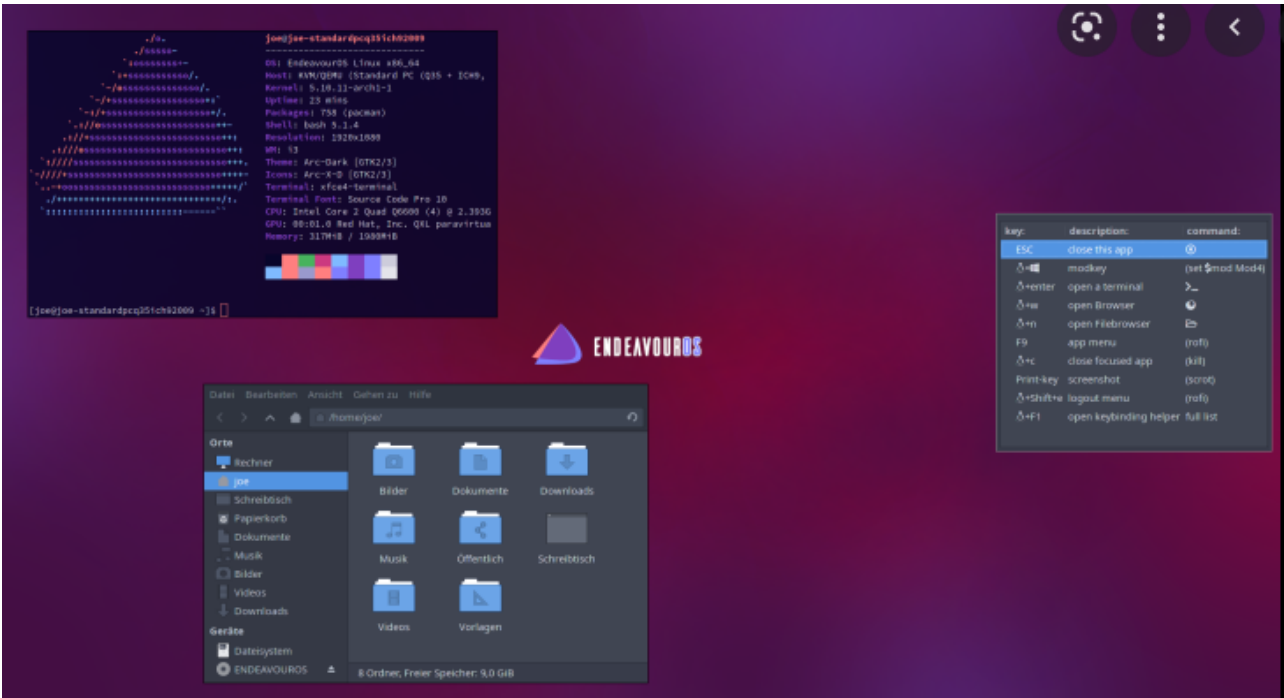 joe@joe-standardpcq35ich92009
-----------------------------
OS: EndeavourOS Linux x86_64
Host: KVM/QEMU (Standard PC (Q35 + ICH9,
Kernel: 5.10.11-arch1-1
Uptime: 23 mins
Packages: 758 (pacman)
Shell: bash 5.1.4
Resolution: 1920x1080
WM: i3
Theme: Arc-Dark [GTK2/3]
Icons: Arc-X-D [GTK2/3]
Terminal: xfce4-terminal
Terminal Font: Source Code Pro 10
CPU: Intel Core 2 Quad Q6600 (4) @ 2.393G
GPU: 00:01.0 Red Hat, Inc. QXL paravirtua
Memory: 317MiB / 1980MiB
[joe@joe-standardpcq35ich92009 ~]$
ENDEAVOUROS
key: description: command:
ESC close this app
modkey (set $mod Mod4)
+enter open a terminal
+w open Browser
+n open Filebrowser
F9 app menu (rofi)
+c close focused app (kill)
Print-key screenshot (scrot)
+Shift+e logout menu (rofi)
+F1 open keybinding helper full list
Datei Bearbeiten Ansicht Gehen zu Hilfe
/home/joe/
Orte
Rechner
joe
Schreibtisch
Papierkorb
Dokumente
Musik
Bilder
Videos
Downloads
Geräte
Dateisystem
ENDEAVOUROS
Bilder Dokumente Downloads
Musik Öffentlich Schreibtisch
Videos Vorlagen
8 Ordner, Freier Speicher: 9,0 GiB